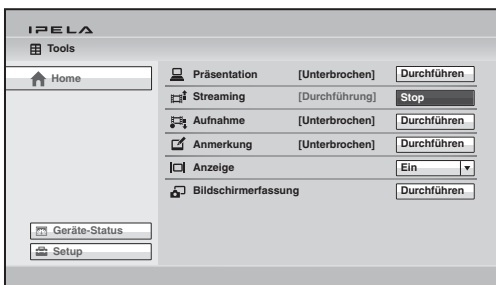 IPELA
Tools
Home
Präsentation [Unterbrochen] Durchführen
Streaming [Durchführung] Stop
Aufnahme [Unterbrochen] Durchführen
Anmerkung [Unterbrochen] Durchführen
Anzeige Ein
Bildschirmerfassung Durchführen
Geräte-Status
Setup